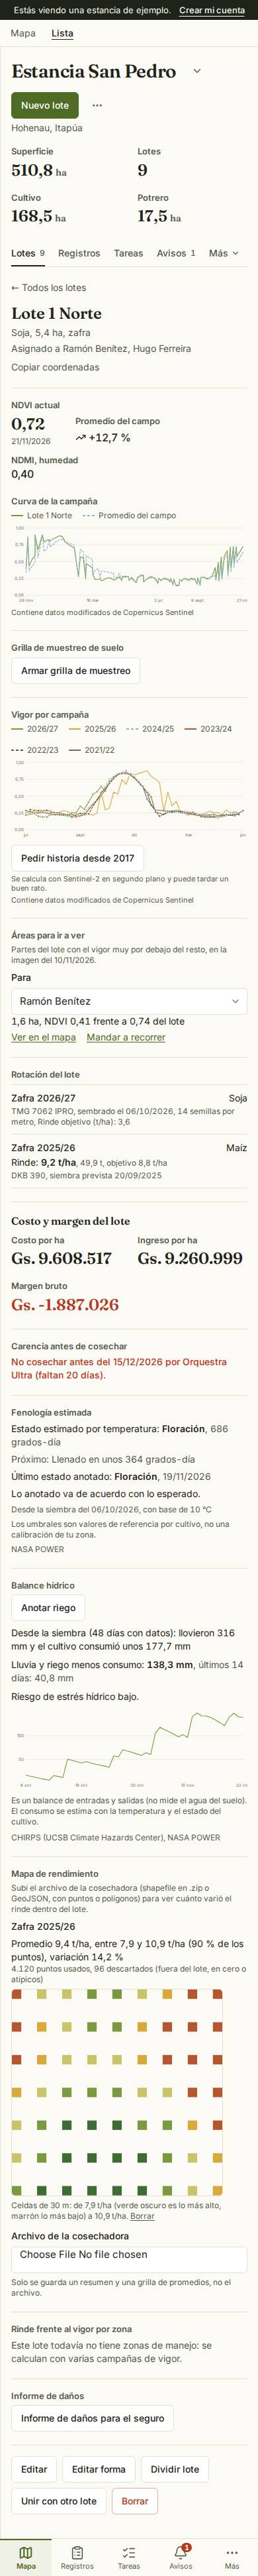 Estás viendo una estancia de ejemplo. Crear mi cuenta
Mapa Lista
Estancia San Pedro
Nuevo lote
Hohenau, Itapúa
Superficie Lotes
510,8 ha 9
Cultivo Potrero
168,5 ha 17,5 ha
Lotes 9 Registros Tareas Avisos 1 Más
← Todos los lotes
Lote 1 Norte
Soja, 5,4 ha, zafra
Asignado a Ramón Benítez, Hugo Ferreira
Copiar coordenadas
NDVI actual
0,72 Promedio del campo
21/11/2026 +12,7 %
NDMI, humedad
0,40
Curva de la campaña
Lote 1 Norte Promedio del campo
1,00
0,75
0,50
0,25
0,00
Contiene datos modificados de Copernicus Sentinel
Grilla de muestreo de suelo
Armar grilla de muestreo
Vigor por campaña
2026/27 2025/26 2024/25 2023/24
2022/23 2021/22
1,00
0,75
0,50
0,25
0,00
jul sept dic mar jun
Pedir historia desde 2017
Se calcula con Sentinel-2 en segundo plano y puede tardar un
buen rato.
Contiene datos modificados de Copernicus Sentinel
Áreas para ir a ver
Partes del lote con el vigor muy por debajo del resto, en la
imagen del 10/11/2026.
Para
Ramón Benítez
1,6 ha, NDVI 0,41 frente a 0,74 del lote
Ver en el mapa Mandar a recorrer
Rotación del lote
Zafra 2026/27 Soja
TMG 7062 IPRO, sembrado el 06/10/2026, 14 semillas por
metro, Rinde objetivo (t/ha): 3,6
Zafra 2025/26 Maíz
Rinde: 9,2 t/ha, 49,9 t, objetivo 8,8 t/ha
DKB 390, siembra prevista 20/09/2025
Costo y margen del lote
Costo por ha Ingreso por ha
Gs. 9.608.517 Gs. 9.260.999
Margen bruto
Gs. -1.887.026
Carencia antes de cosechar
No cosechar antes del 15/12/2026 por Orquestra
Ultra (faltan 20 días).
Fenología estimada
Estado estimado por temperatura: Floración, 686
grados-día
Próximo: Llenado en unos 364 grados-día
Último estado anotado: Floración, 19/11/2026
Lo anotado va de acuerdo con lo esperado.
Desde la siembra del 06/10/2026, con base de 10 °C
Los umbrales son valores de referencia por cultivo, no una
calibración de tu zona.
NASA POWER
Balance hídrico
Anotar riego
Desde la siembra (48 días con datos): llovieron 316
mm y el cultivo consumió unos 177,7 mm
Lluvia y riego menos consumo: 138,3 mm, últimos 14
días: 40,8 mm
Riesgo de estrés hídrico bajo.
100
50
Es un balance de entradas y salidas (no mide el agua del suelo).
El consumo se estima con la temperatura y el estado del
cultivo.
CHIRPS (UCSB Climate Hazards Center), NASA POWER
Mapa de rendimiento
Subí el archivo de la cosechadora (shapefile en .zip o
GeoJSON, con puntos o polígonos) para ver cuánto varió el
rinde dentro del lote.
Zafra 2025/26
Promedio 9,4 t/ha, entre 7,9 y 10,9 t/ha (90 % de los
puntos), variación 14,2 %
4.120 puntos usados, 96 descartados (fuera del lote, en cero o
atípicos)
Celdas de 30 m: de 7,9 t/ha (verde oscuro es lo más alto,
marrón lo más bajo) a 10,9 t/ha. Borrar
Archivo de la cosechadora
Choose File No file chosen
Solo se guarda un resumen y una grilla de promedios, no el
archivo.
Rinde frente al vigor por zona
Este lote todavía no tiene zonas de manejo: se
calculan con varias campañas de vigor.
Informe de daños
Informe de daños para el seguro
Editar Editar forma Dividir lote
Unir con otro lote Borrar
1
Mapa Registros Tareas Avisos Más